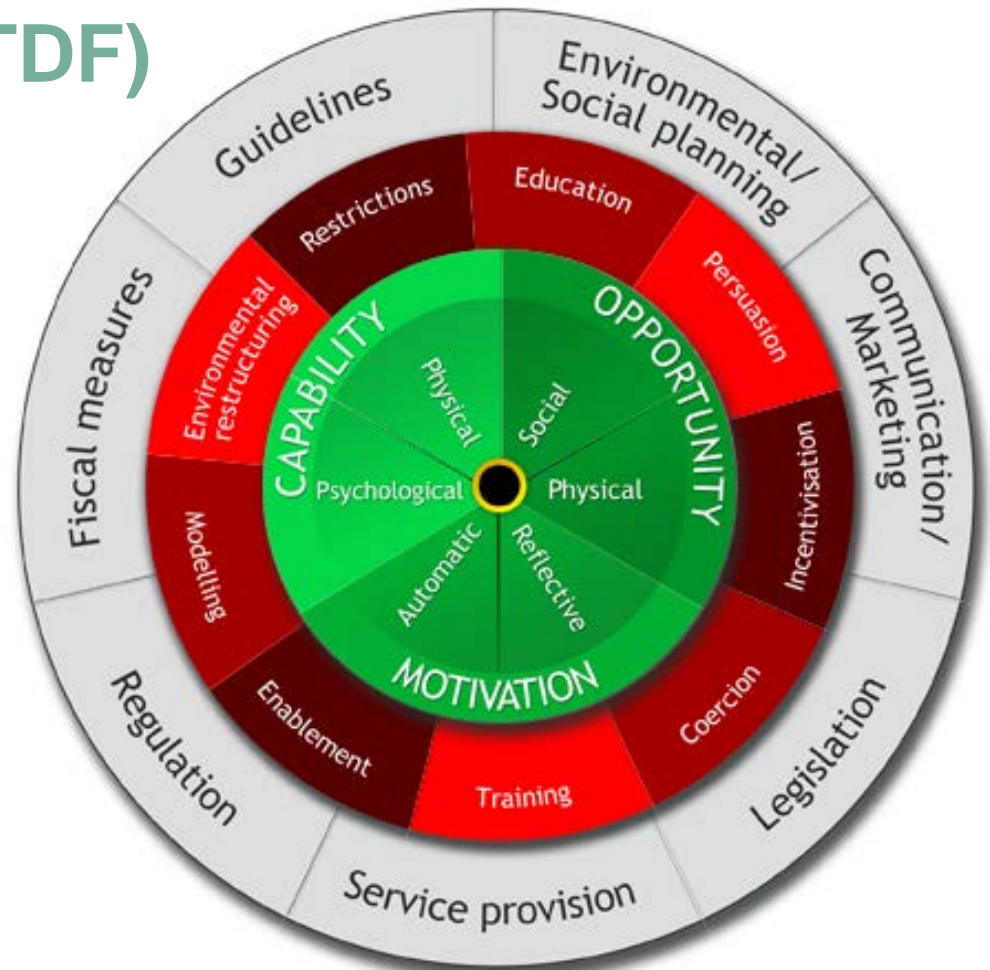 TDF)
Guidelines
Environmental/
Social planning
Communication/
Marketing
Legislation
Service provision
Regulation
Fiscal measures
Restrictions
Education
Persuasion
Incentivisation
Coercion
Training
Enablement
Modelling
Environmental
restructuring
CAPABILITY
OPPORTUNITY
MOTIVATION
Physical
Social
Psychological
Physical
Automatic
Reflective